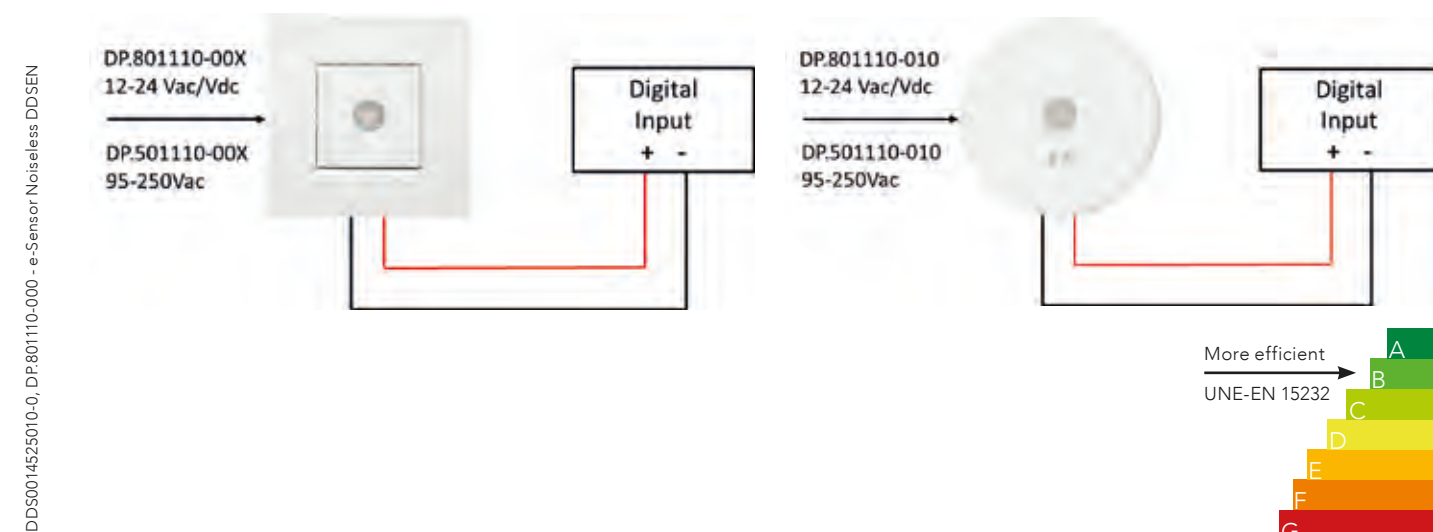 DDS0014525010-0, DP.801110-000 - e-Sensor Noiseless DDSEN
DP.801110-00X
12-24 Vac/Vdc
DP.501110-00X
95-250Vac
Digital
Input
+ -
DP.801110-010
12-24 Vac/Vdc
DP.501110-010
95-250Vac
Digital
Input
+ -
More efficient
UNE-EN 15232
A
B
C
D
E
F
G